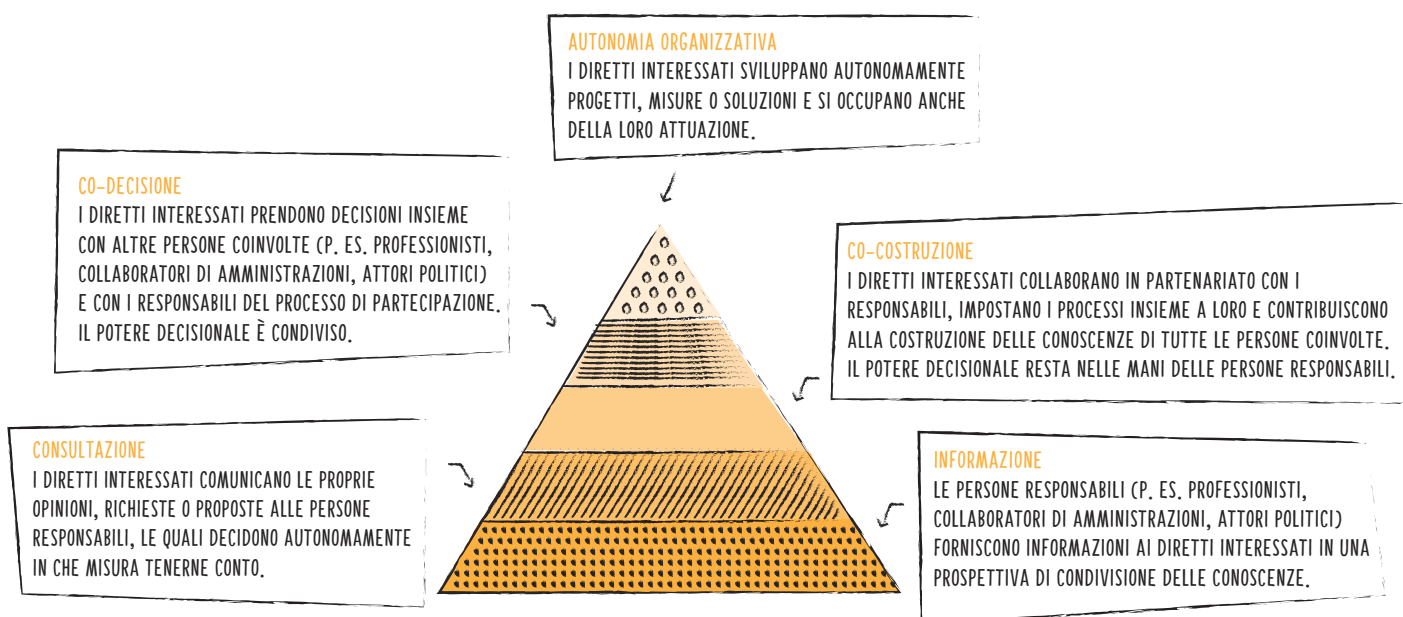 AUTONOMIA ORGANIZZATIVA
I DIRETTI INTERESSATI SVILUPPANO AUTONOMAMENTE
PROGETTI, MISURE O SOLUZIONI E SI OCCUPANO ANCHE
DELLA LORO ATTUAZIONE.
CO-DECISIONE
I DIRETTI INTERESSATI PRENDONO DECISIONI INSIEME
CON ALTRE PERSONE COINVOLTE (P. ES. PROFESSIONISTI,
COLLABORATORI DI AMMINISTRAZIONI, ATTORI POLITICI)
E CON I RESPONSABILI DEL PROCESSO DI PARTECIPAZIONE.
IL POTERE DECISIONALE È CONDIVISO.
CO-COSTRUZIONE
I DIRETTI INTERESSATI COLLABORANO IN PARTENARIATO CON I
RESPONSABILI, IMPOSTANO I PROCESSI INSIEME A LORO E CONTRIBUISCONO
ALLA COSTRUZIONE DELLE CONOSCENZE DI TUTTE LE PERSONE COINVOLTE.
IL POTERE DECISIONALE RESTA NELLE MANI DELLE PERSONE RESPONSABILI.
CONSULTAZIONE
I DIRETTI INTERESSATI COMUNICANO LE PROPRIE
OPINIONI, RICHIESTE O PROPOSTE ALLE PERSONE
RESPONSABILI, LE QUALI DECIDONO AUTONOMAMENTE
IN CHE MISURA TENERNE CONTO.
INFORMAZIONE
LE PERSONE RESPONSABILI (P. ES. PROFESSIONISTI,
COLLABORATORI DI AMMINISTRAZIONI, ATTORI POLITICI)
FORNISCONO INFORMAZIONI AI DIRETTI INTERESSATI IN UNA
PROSPETTIVA DI CONDIVISIONE DELLE CONOSCENZE.